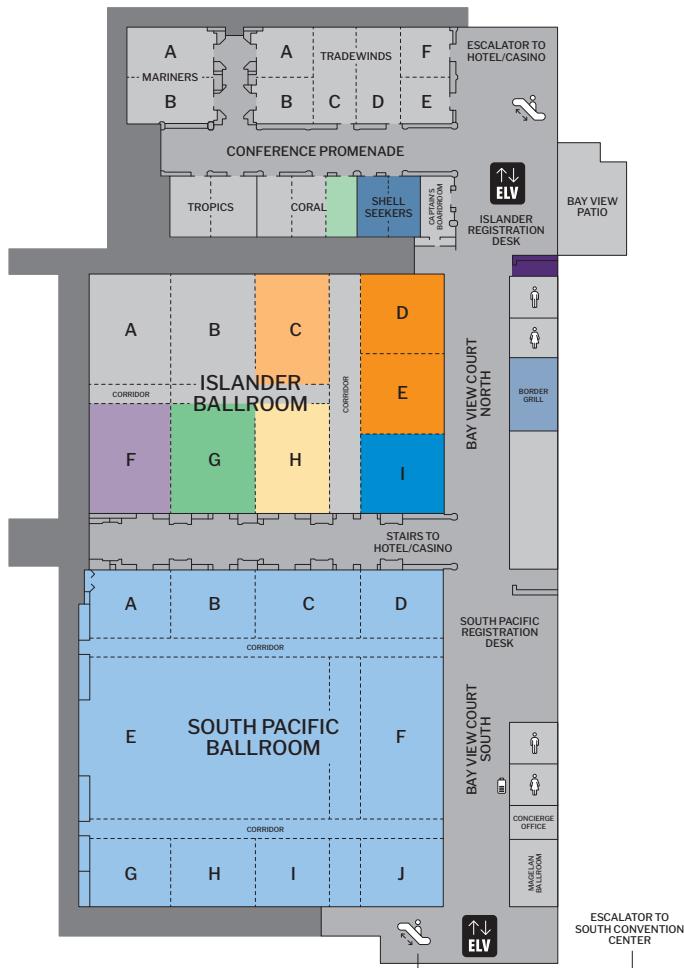 A
MARINERS
B
A
TRADEWINDS
F
B
C
D
E
ESCALATOR TO
HOTEL/CASINO
CONFERENCE PROMENADE
ELV
ISLANDER
REGISTRATION
DESK
BAY VIEW
PATIO
TROPICS
CORAL
SHELL
SEEKERS
CAPTAIN'S
BOARDROOM
A
B
C
D
ISLANDER
BALLROOM
CORRIDOR
CORRIDOR
E
F
G
H
I
BAY VIEW COURT
NORTH
BORDER
GRILL
STAIRS TO
HOTEL/CASINO
A
B
C
D
CORRIDOR
SOUTH PACIFIC
REGISTRATION
DESK
E
SOUTH PACIFIC
BALLROOM
F
BAY VIEW COURT
SOUTH
CORRIDOR
G
H
I
J
CONCIERGE
OFFICE
MAGELAN
BALLROOM
ELV
ESCALATOR TO
SOUTH CONVENTION
CENTER